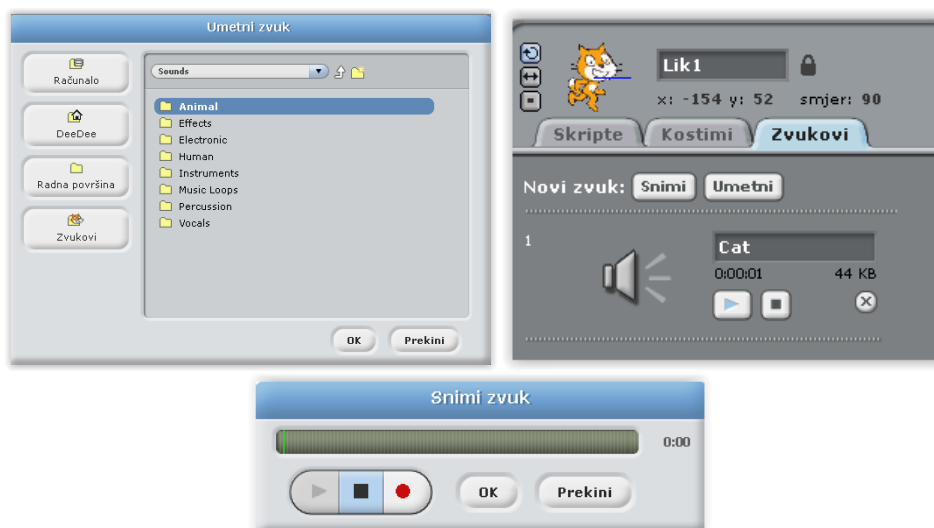 Umetni zvuk
Računalo
DeeDee
Radna površina
Zvukovi
Sounds
Animal
Effects
Electronic
Human
Instruments
Music Loops
Percussion
Vocals
OK Prekini
Lik1
x: -154 y: 52 smjer: 90
Skripte Kostimi Zvukovi
Novi zvuk: Snimi Umetni
1
Cat
0:00:01 44 KB
Snimi zvuk
0:00
OK Prekini